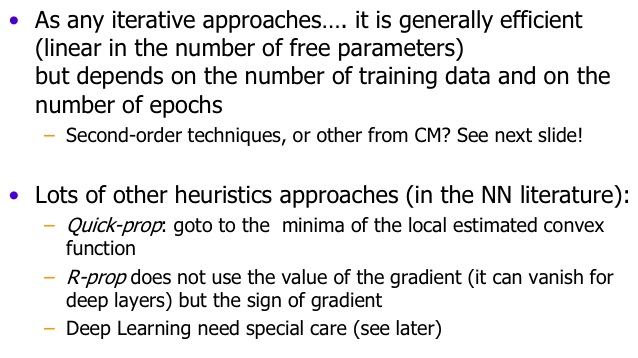 • As any iterative approaches…. it is generally efficient
(linear in the number of free parameters)
but depends on the number of training data and on the
number of epochs
– Second-order techniques, or other from CM? See next slide!
• Lots of other heuristics approaches (in the NN literature):
– Quick-prop: goto to the minima of the local estimated convex
function
– R-prop does not use the value of the gradient (it can vanish for
deep layers) but the sign of gradient
– Deep Learning need special care (see later)